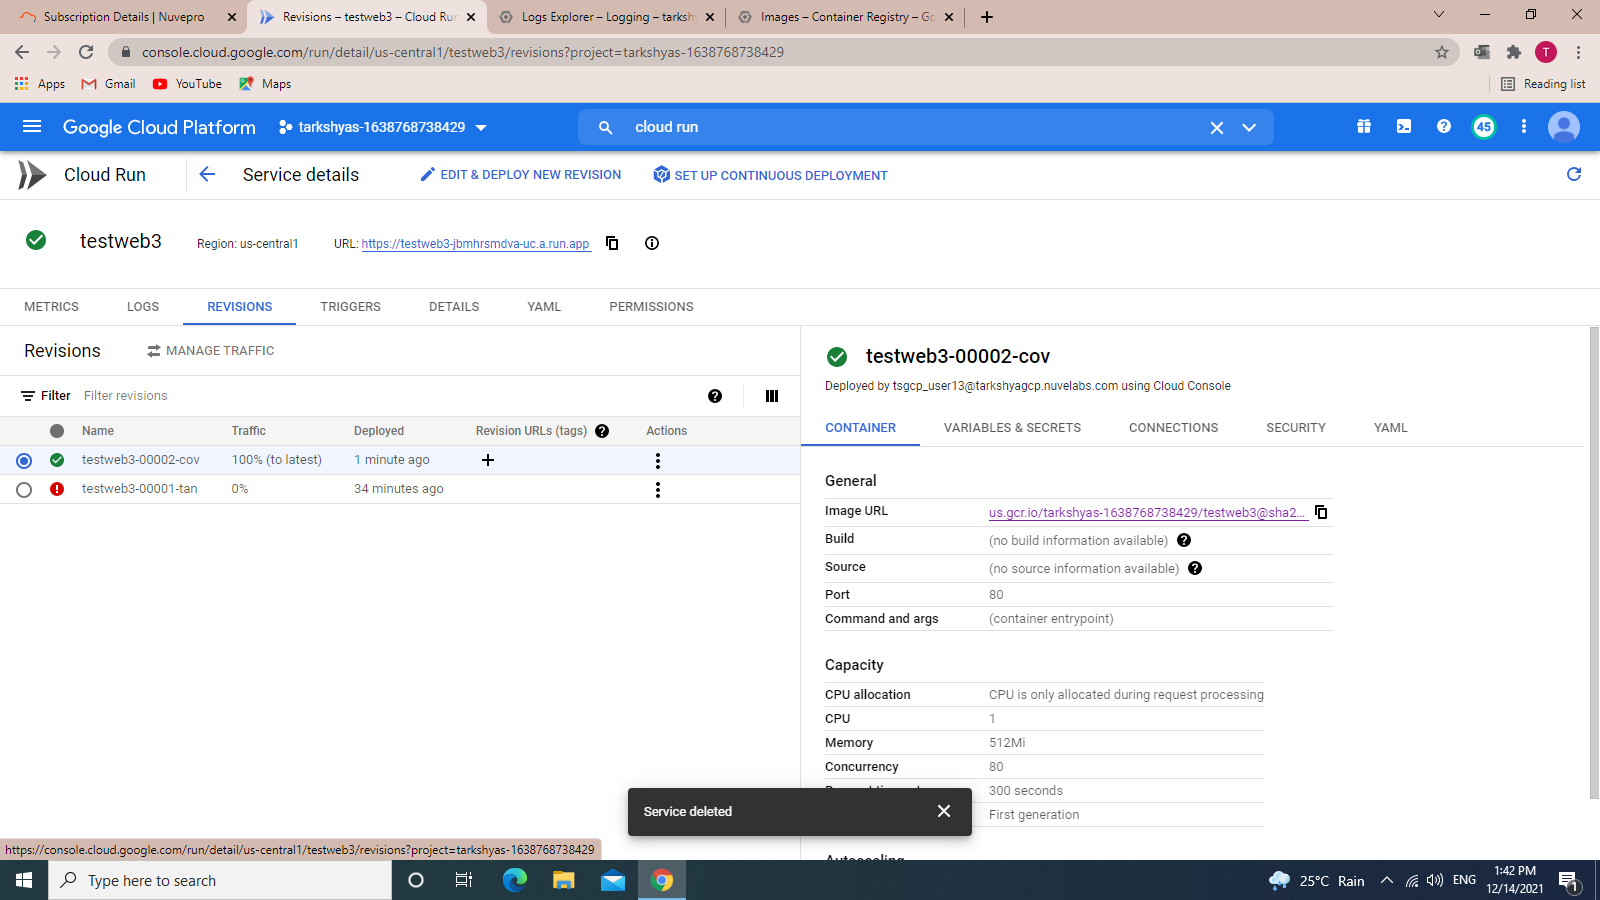 Subscription Details | Nuvepro
Revisions – testweb3 – Cloud Run
Logs Explorer – Logging – tarksh
Images – Container Registry – Go
console.cloud.google.com/run/detail/us-central1/testweb3/revisions?project=tarkshyas-1638768738429
T
Apps
Gmail
YouTube
Maps
Reading list
Google Cloud Platform
tarkshyas-1638768738429
cloud run
45
Cloud Run
Service details
EDIT & DEPLOY NEW REVISION
SET UP CONTINUOUS DEPLOYMENT
testweb3
Region: us-central1
URL: https://testweb3-jbmhrsmdva-uc.a.run.app
METRICS
LOGS
REVISIONS
TRIGGERS
DETAILS
YAML
PERMISSIONS
Revisions
MANAGE TRAFFIC
Filter
Filter revisions
Name Traffic Deployed Revision URLs (tags) Actions
testweb3-00002-cov 100% (to latest) 1 minute ago
testweb3-00001-tan 0% 34 minutes ago
testweb3-00002-cov
Deployed by tsgcp_user13@tarkshyagcp.nuvelabs.com using Cloud Console
CONTAINER
VARIABLES & SECRETS
CONNECTIONS
SECURITY
YAML
General
Image URL us.gcr.io/tarkshyas-1638768738429/testweb3@sha2...
Build (no build information available)
Source (no source information available)
Port 80
Command and args (container entrypoint)
Capacity
CPU allocation CPU is only allocated during request processing
CPU 1
Memory 512Mi
Concurrency 80
300 seconds
First generation
Service deleted
Autoscaling
https://console.cloud.google.com/run/detail/us-central1/testweb3/revisions?project=tarkshyas-1638768738429
Type here to search
25°C Rain
ENG
1:42 PM
12/14/2021
1